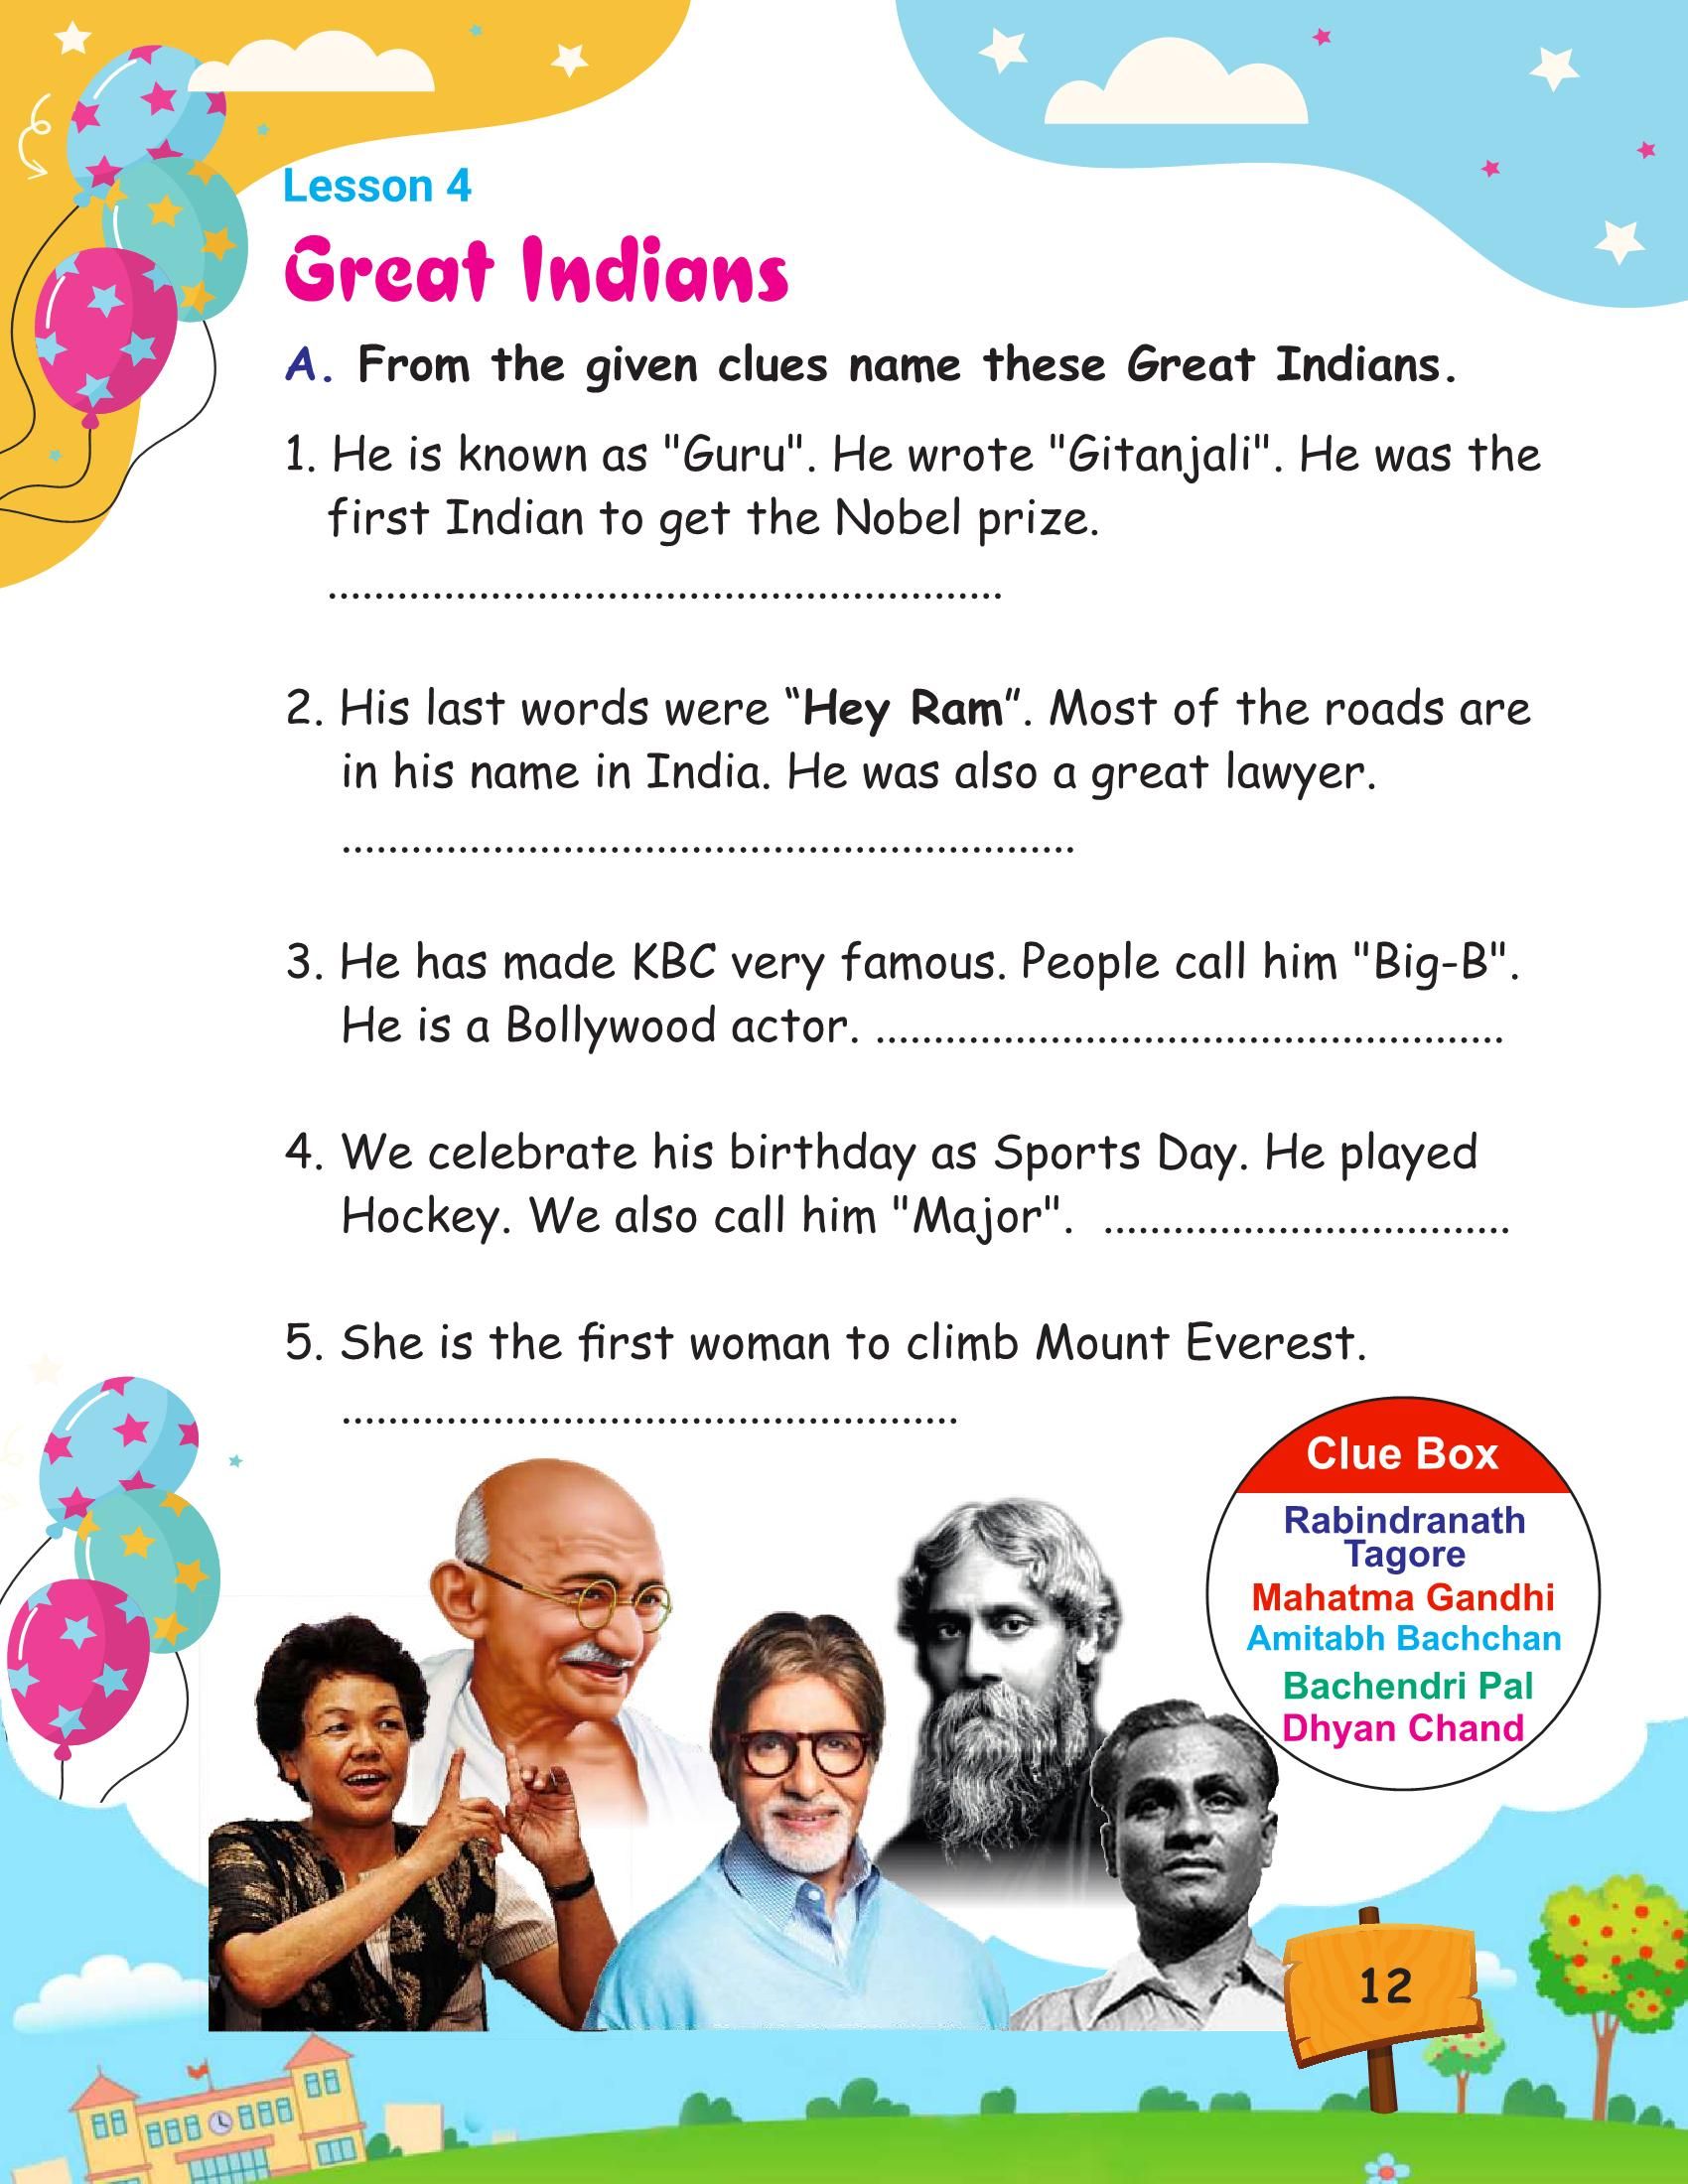 Lesson 4
Great Indians
A. From the given clues name these Great Indians.
1. He is known as "Guru". He wrote "Gitanjali". He was the
first Indian to get the Nobel prize.
..........................................................
2. His last words were “Hey Ram”. Most of the roads are
in his name in India. He was also a great lawyer.
...............................................................
3. He has made KBC very famous. People call him "Big-B".
He is a Bollywood actor. ......................................................
4. We celebrate his birthday as Sports Day. He played
Hockey. We also call him "Major". ...................................
5. She is the first woman to climb Mount Everest.
.....................................................
Clue Box
Rabindranath
Tagore
Mahatma Gandhi
Amitabh Bachchan
Bachendri Pal
Dhyan Chand
12